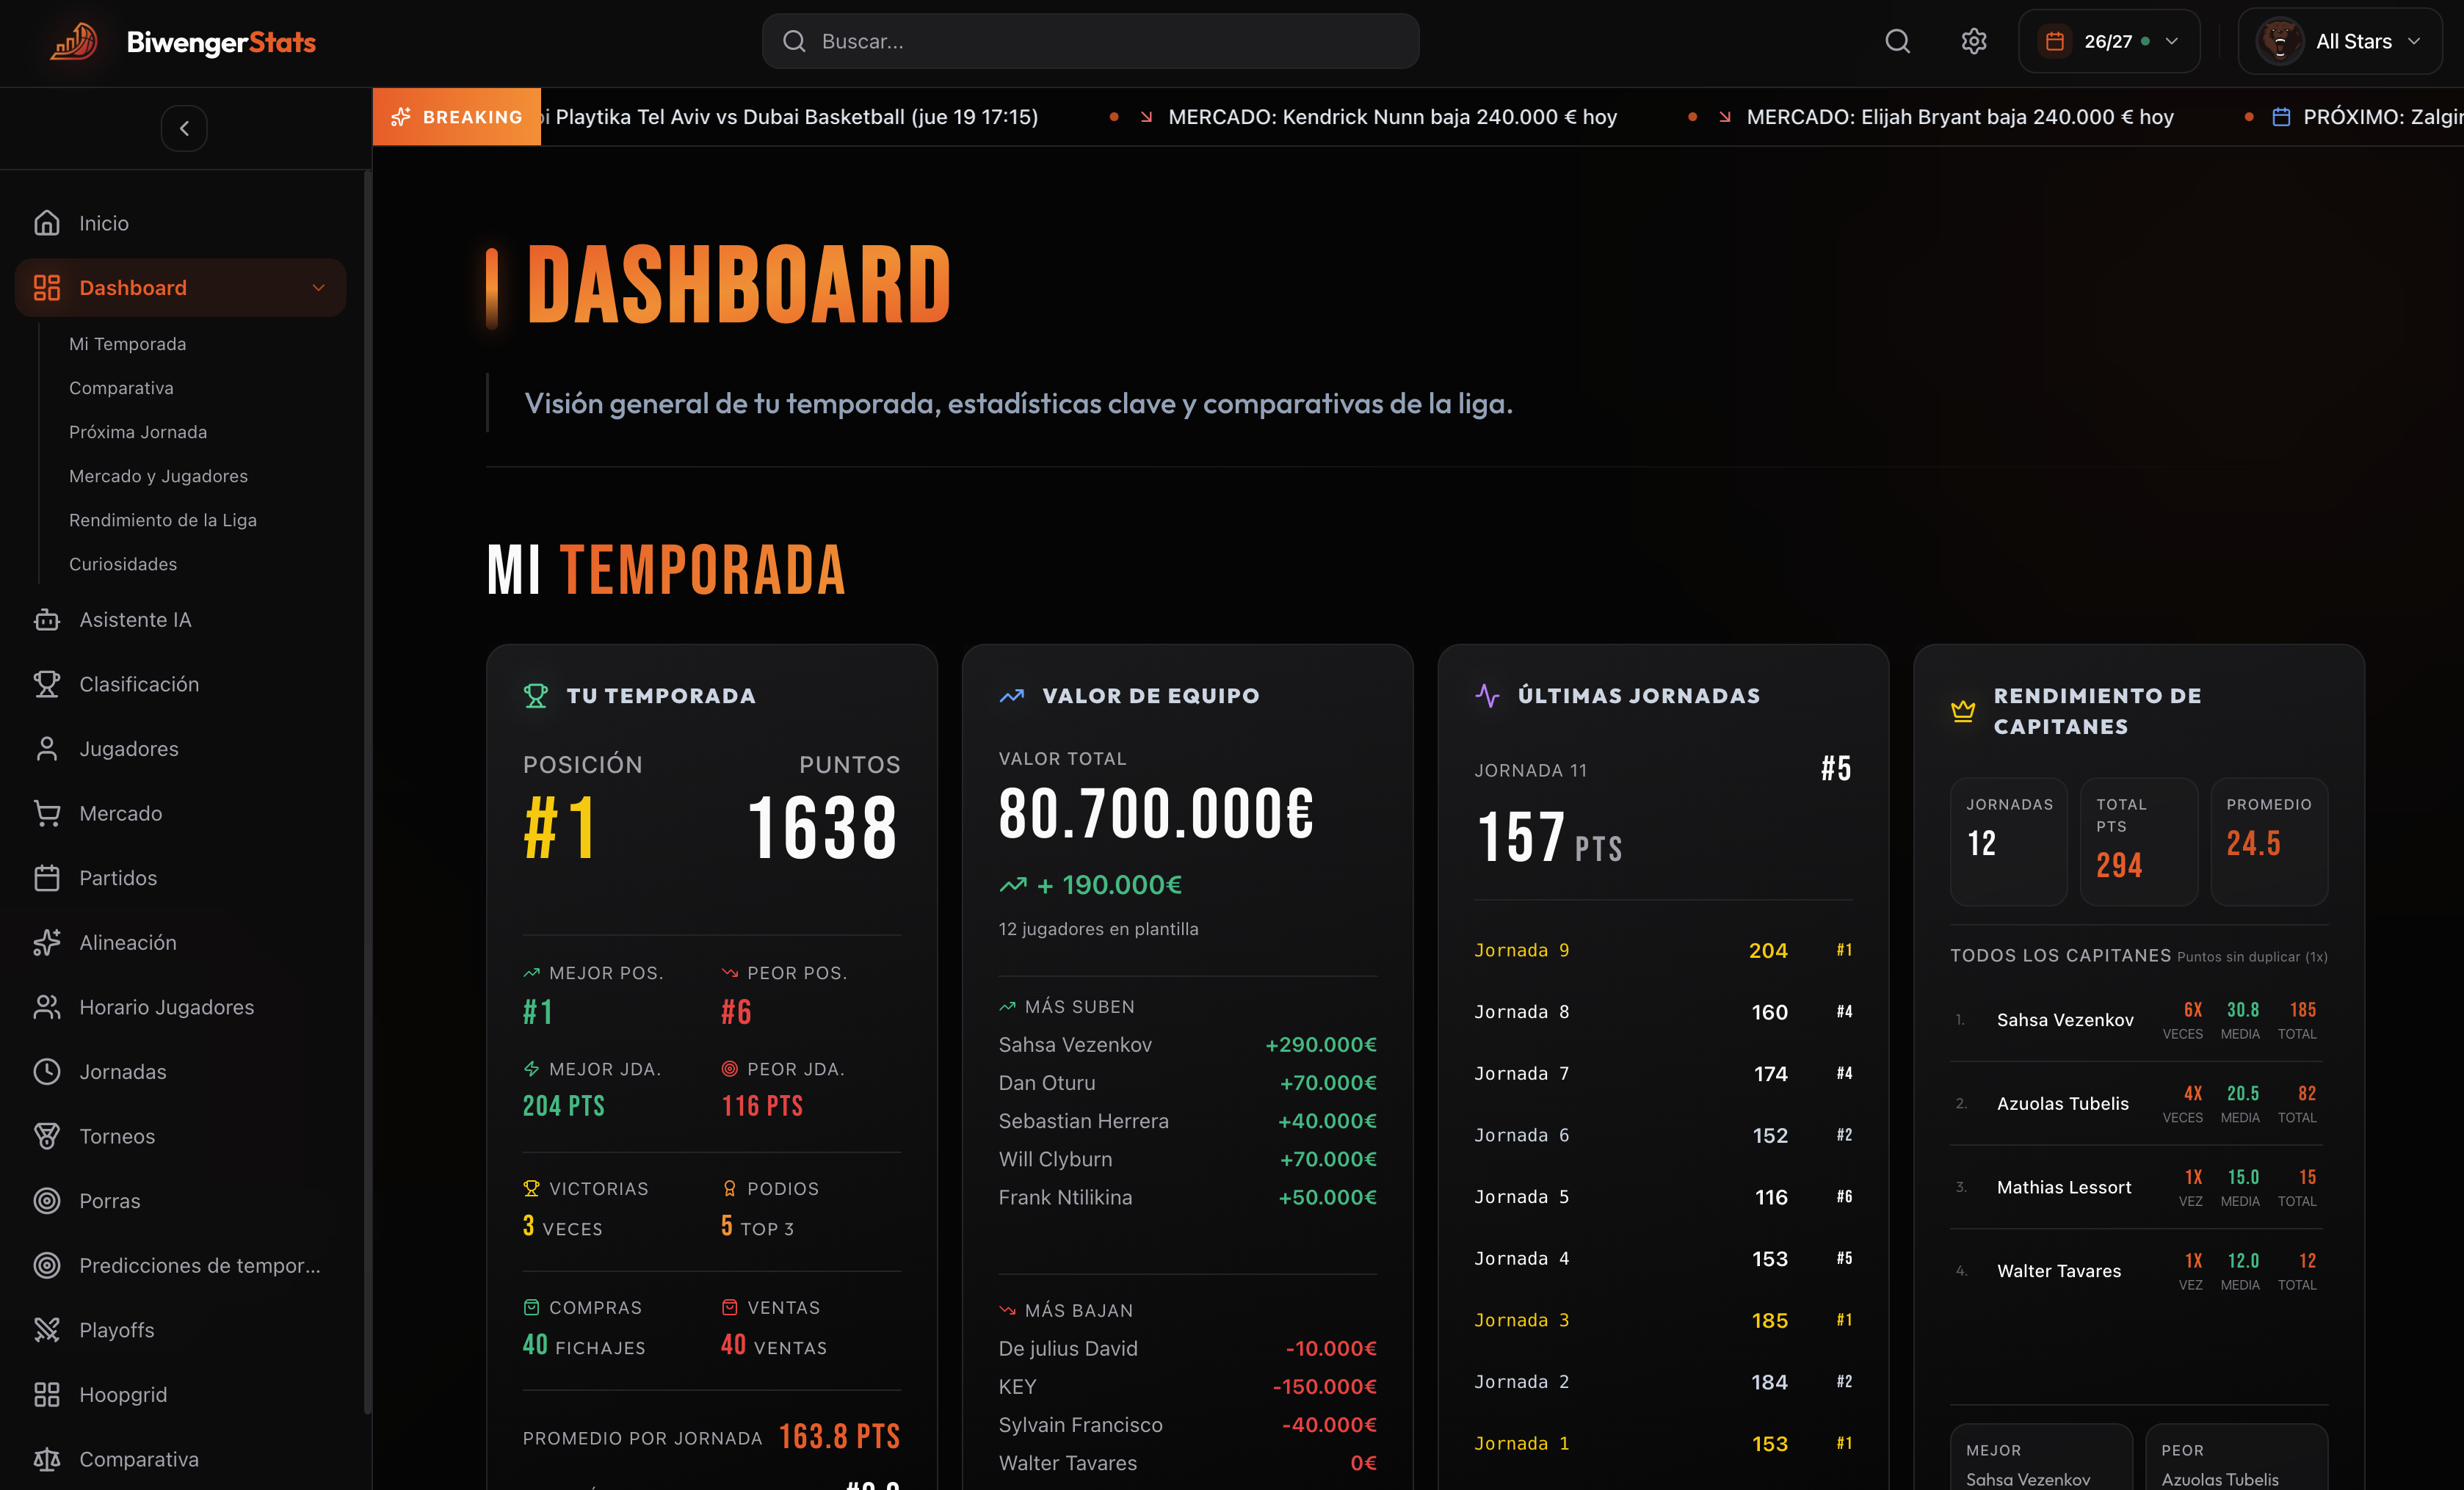 BiwengerStats
Buscar...
26/27
All Stars
BREAKING
Playtika Tel Aviv vs Dubai Basketball (jue 19 17:15)
MERCADO: Kendrick Nunn baja 240.000 € hoy
MERCADO: Elijah Bryant baja 240.000 € hoy
PRÓXIMO:
Inicio
Dashboard
Mi Temporada
Comparativa
Próxima Jornada
Mercado y Jugadores
Rendimiento de la Liga
Curiosidades
Asistente IA
Clasificación
Jugadores
Mercado
Partidos
Alineación
Horario Jugadores
Jornadas
Torneos
Porras
Predicciones de tempor...
Playoffs
Hoopgrid
Comparativa
DASHBOARD
Visión general de tu temporada, estadísticas clave y comparativas de la liga.
MI TEMPORADA
TU TEMPORADA
POSICIÓN PUNTOS
#1 1638
MEJOR POS. PEOR POS.
#1 #6
MEJOR JDA. PEOR JDA.
204 PTS 116 PTS
VICTORIAS PODIOS
3 VECES 5 TOP 3
COMPRAS VENTAS
40 FICHAJES 40 VENTAS
PROMEDIO POR JORNADA 163.8 PTS
VALOR DE EQUIPO
VALOR TOTAL
80.700.000€
+ 190.000€
12 jugadores en plantilla
MÁS SUBEN
Sahsa Vezenkov +290.000€
Dan Oturu +70.000€
Sebastian Herrera +40.000€
Will Clyburn +70.000€
Frank Ntilikina +50.000€
MÁS BAJAN
De julius David -10.000€
KEY -150.000€
Sylvain Francisco -40.000€
Walter Tavares 0€
ÚLTIMAS JORNADAS
JORNADA 11 #5
157 PTS
Jornada 9 204 #1
Jornada 8 160 #4
Jornada 7 174 #4
Jornada 6 152 #2
Jornada 5 116 #6
Jornada 4 153 #5
Jornada 3 185 #1
Jornada 2 184 #2
Jornada 1 153 #1
RENDIMIENTO DE
CAPITANES
JORNADAS
12
TOTAL
PTS
294
PROMEDIO
24.5
TODOS LOS CAPITANES Puntos sin duplicar (1x)
1. Sahsa Vezenkov 6X 30.8 185
VECES MEDIA TOTAL
2. Azuolas Tubelis 4X 20.5 82
VECES MEDIA TOTAL
3. Mathias Lessort 1X 15.0 15
VEZ MEDIA TOTAL
4. Walter Tavares 1X 12.0 12
VEZ MEDIA TOTAL
MEJOR
Sahsa Vezenkov
PEOR
Azuolas Tubelis